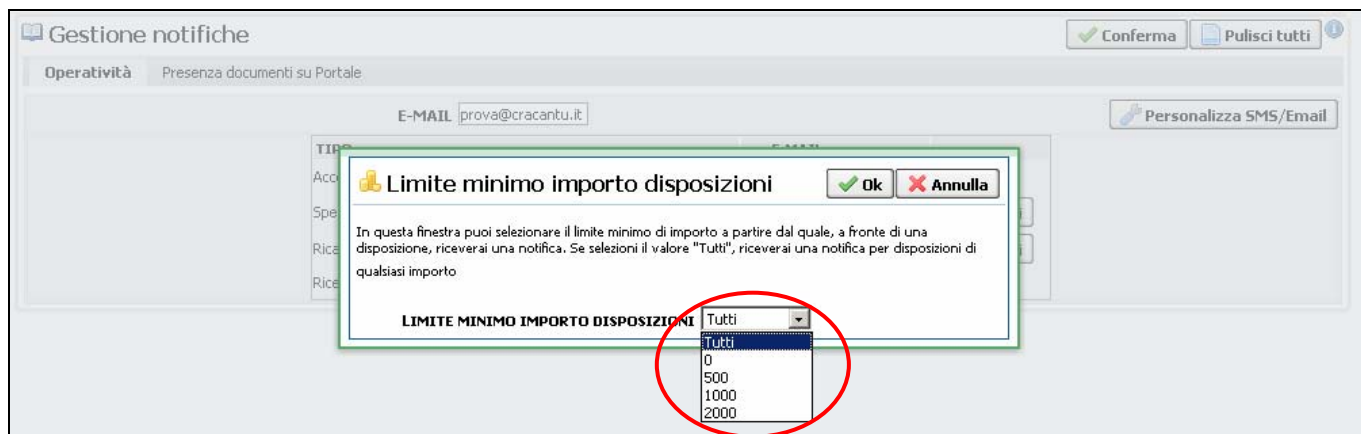 Gestione notifiche
Conferma Pulisci tutti
Operatività Presenza documenti su Portale
E-MAIL prova@cracantu.it
Personalizza SMS/Email
Limite minimo importo disposizioni
Ok Annulla
In questa finestra puoi selezionare il limite minimo di importo a partire dal quale, a fronte di una
disposizione, riceverai una notifica. Se selezioni il valore "Tutti", riceverai una notifica per disposizioni di
qualsiasi importo
LIMITE MINIMO IMPORTO DISPOSIZIONI Tutti
Tutti
0
500
1000
2000